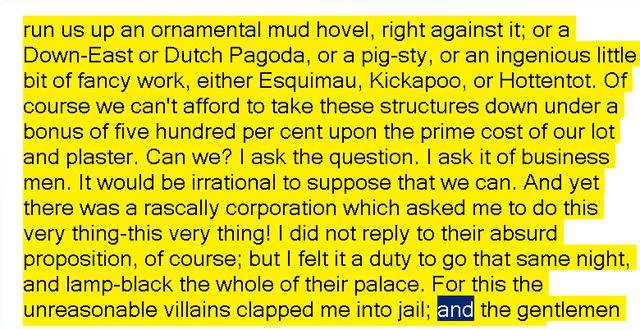 run us up an ornamental mud hovel, right against it; or a
Down-East or Dutch Pagoda, or a pig-sty, or an ingenious little
bit of fancy work, either Esquimau, Kickapoo, or Hottentot. Of
course we can't afford to take these structures down under a
bonus of five hundred per cent upon the prime cost of our lot
and plaster. Can we? I ask the question. I ask it of business
men. It would be irrational to suppose that we can. And yet
there was a rascally corporation which asked me to do this
very thing-this very thing! I did not reply to their absurd
proposition, of course; but I felt it a duty to go that same night,
and lamp-black the whole of their palace. For this the
unreasonable villains clapped me into jail; and the gentlemen